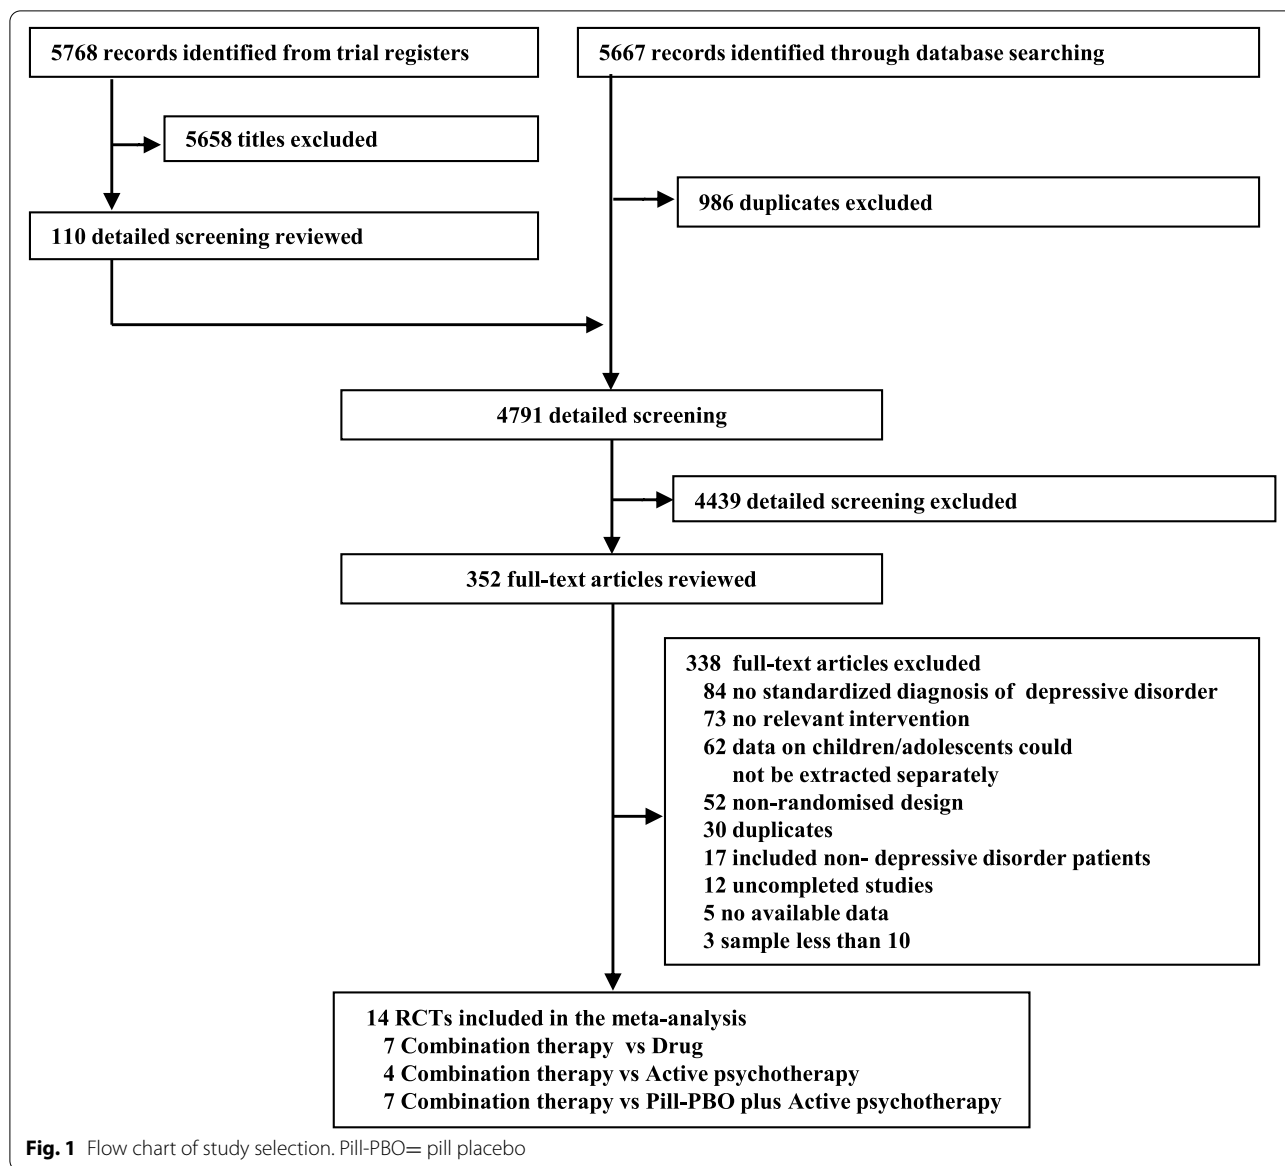 5768 records identified from trial registers
5667 records identified through database searching
5658 titles excluded
986 duplicates excluded
110 detailed screening reviewed
4791 detailed screening
4439 detailed screening excluded
352 full-text articles reviewed
338 full-text articles excluded
84 no standardized diagnosis of depressive disorder
73 no relevant intervention
62 data on children/adolescents could
not be extracted separately
52 non-randomised design
30 duplicates
17 included non- depressive disorder patients
12 uncompleted studies
5 no available data
3 sample less than 10
14 RCTs included in the meta-analysis
7 Combination therapy vs Drug
4 Combination therapy vs Active psychotherapy
7 Combination therapy vs Pill-PBO plus Active psychotherapy
Fig. 1 Flow chart of study selection. Pill-PBO= pill placebo